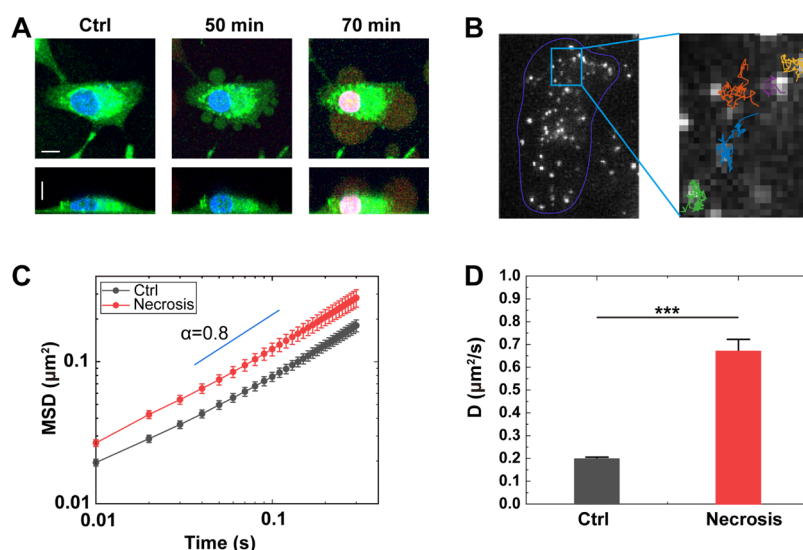 A
Ctrl
50 min
70 min
B
C
Ctrl
Necrosis
α=0.8
MSD (μm²)
0.1
0.01
0.01
0.1
Time (s)
D
***
D (μm²/s)
1.0
0.9
0.8
0.7
0.6
0.5
0.4
0.3
0.2
0.1
0.0
Ctrl
Necrosis